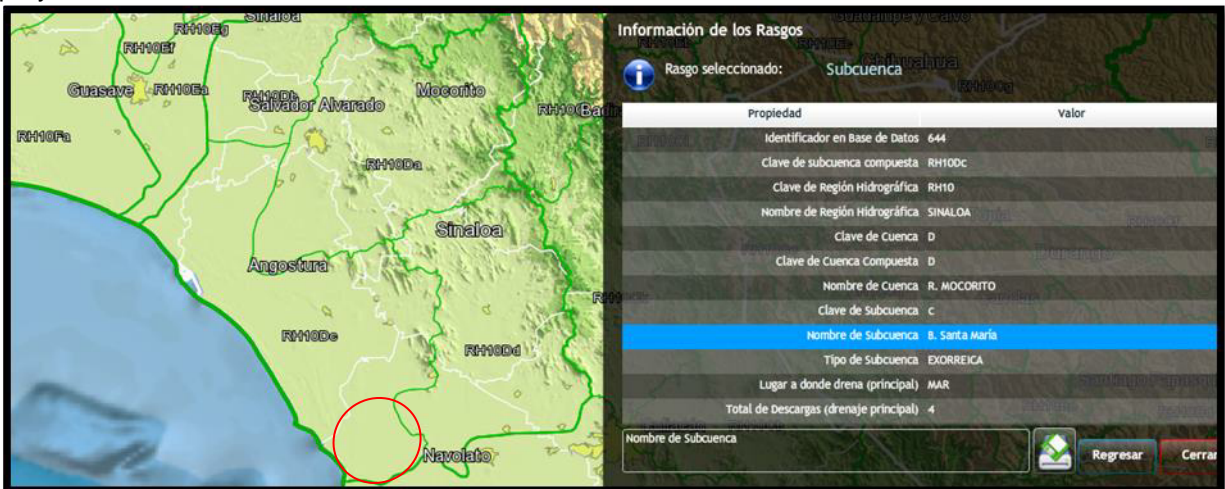 Sinaloa
RH10Eg
RH10Ef
Guasave
RH10Ea
RH10Db
Salvador Alvarado
Mocorito
RH10Fa
RH10Da
Sinaloa
Angostura
RH10Dc
RH10Dd
Navolato
Información de los Rasgos
Rasgo seleccionado: Subcuenca
Chihuahua
Propiedad Valor
Identificador en Base de Datos 644
Clave de subcuenca compuesta RH10Dc
Clave de Región Hidrográfica RH10
Nombre de Región Hidrográfica SINALOA
Clave de Cuenca D
Clave de Cuenca Compuesta D
Nombre de Cuenca R. MOCORITO
Clave de Subcuenca c
Nombre de Subcuenca B. Santa María
Tipo de Subcuenca EXORREICA
Lugar a donde drena (principal) MAR
Total de Descargas (drenaje principal) 4
Nombre de Subcuenca
Regresar
Cerrar